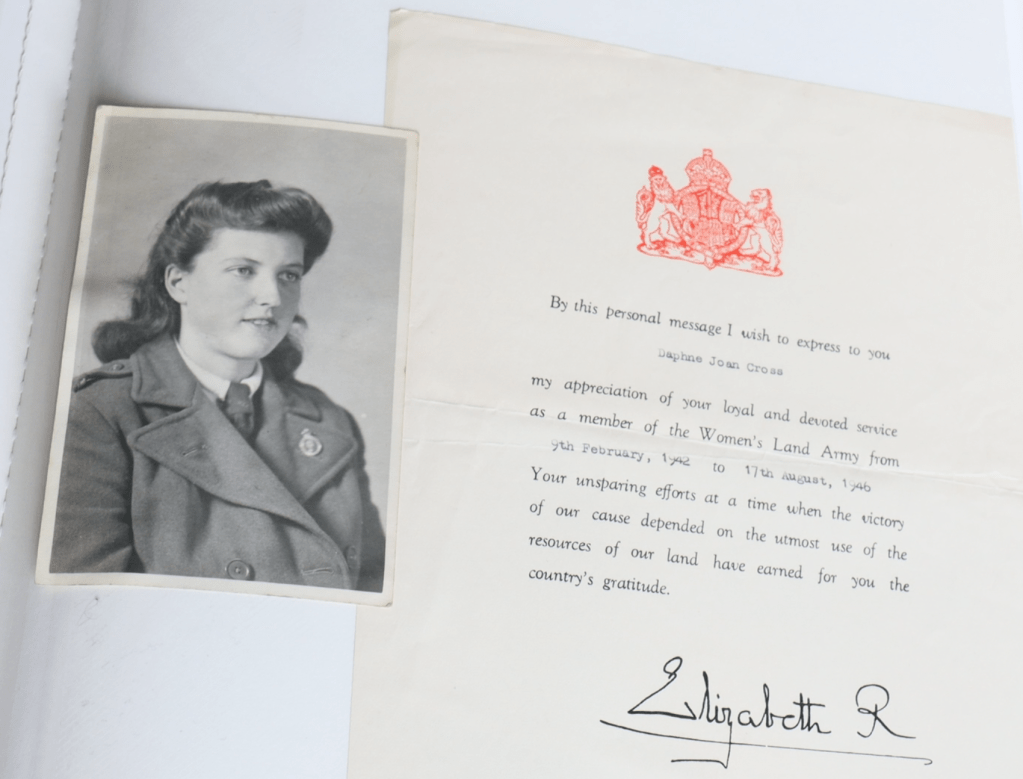 By this personal message I wish to express to you
Daphne Joan Cross
my appreciation of your loyal and devoted service
as a member of the Women's Land Army from
9th February, 1942 to 17th August, 1946
Your unsparing efforts at a time when the victory
of our cause depended on the utmost use of the
resources of our land have earned for you the
country's gratitude.
Elizabeth R